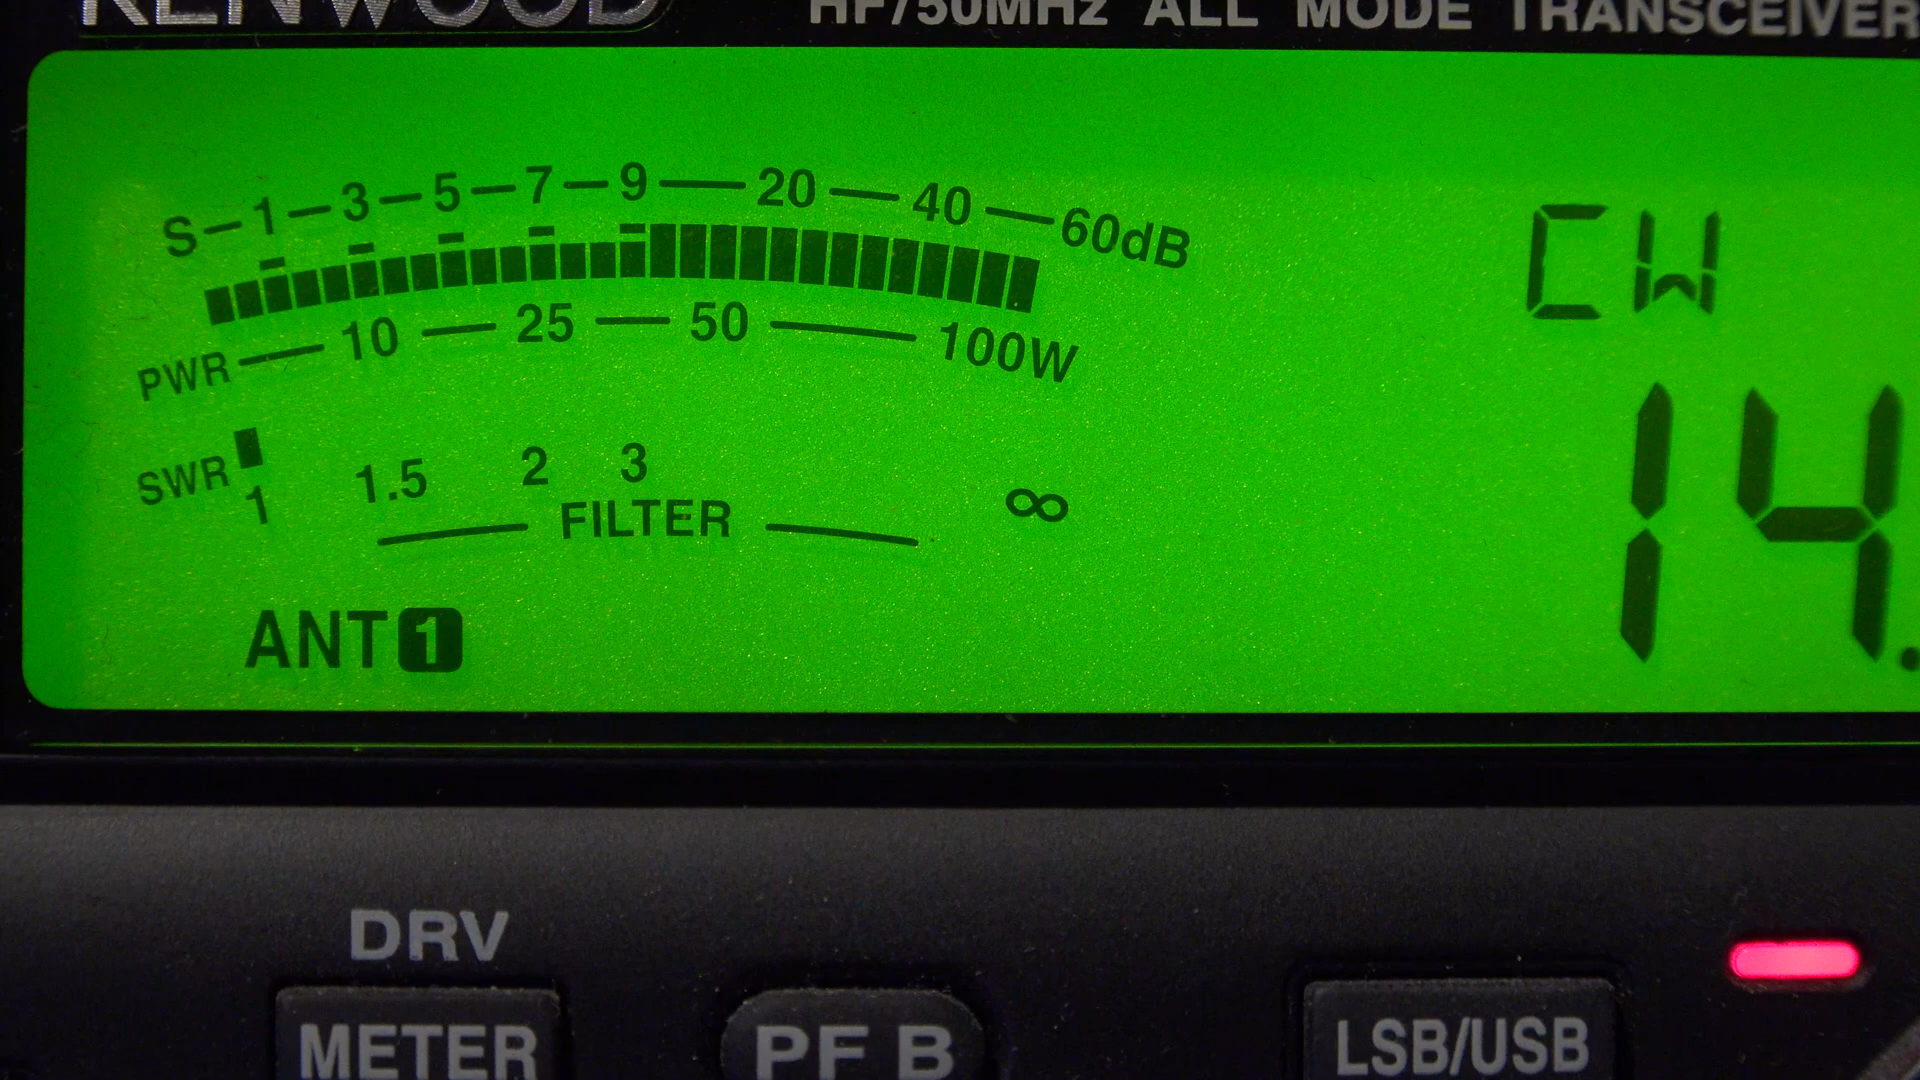 KENWOOD HF/50MHz ALL MODE TRANSCEIVER
S 1 3 5 7 9 20 40 60dB
CW
PWR 10 25 50 100W
SWR 1 1.5 2 3 ∞
FILTER
14.
ANT 1
DRV
METER PF B LSB/USB